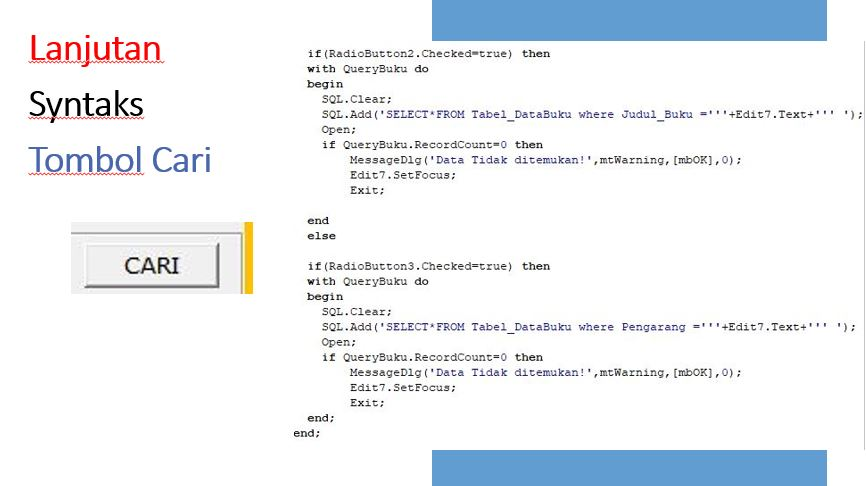 Lanjutan
Syntaks
Tombol Cari
CARI
if(RadioButton2.Checked=true) then
with QueryBuku do
begin
SQL.Clear;
SQL.Add('SELECT*FROM Tabel_DataBuku where Judul_Buku ='''+Edit7.Text+''' ');
Open;
if QueryBuku.RecordCount=0 then
MessageDlg('Data Tidak ditemukan!',mtWarning,[mbOK],0);
Edit7.SetFocus;
Exit;
end
else
if(RadioButton3.Checked=true) then
with QueryBuku do
begin
SQL.Clear;
SQL.Add('SELECT*FROM Tabel_DataBuku where Pengarang ='''+Edit7.Text+''' ');
Open;
if QueryBuku.RecordCount=0 then
MessageDlg('Data Tidak ditemukan!',mtWarning,[mbOK],0);
Edit7.SetFocus;
Exit;
end;
end;